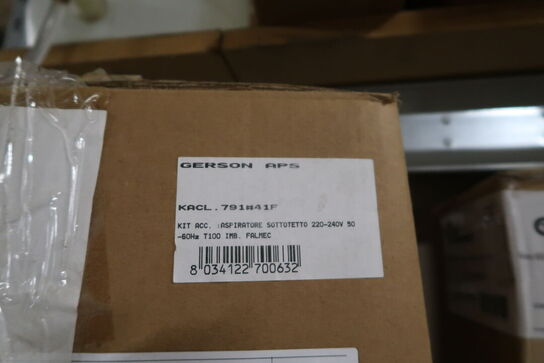 GERSON APS
KACL.791#41F
KIT ACC. :ASPIRATORE SOTTOTETTO 220-240V 50
-60Hz T100 IMB. FALMEC
8 034122 700632